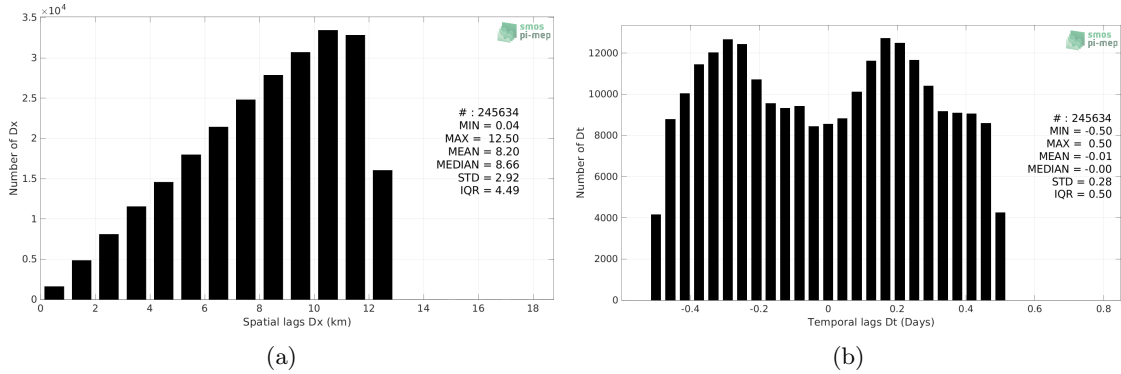 3.5 ×10⁴
smos
pi-mep
3
2.5
2
1.5
1
0.5
0
Number of Dx
# : 245634
MIN = 0.04
MAX = 12.50
MEAN = 8.20
MEDIAN = 8.66
STD = 2.92
IQR = 4.49
0 2 4 6 8 10 12 14 16 18
Spatial lags Dx (km)
(a)
smos
pi-mep
12000
10000
8000
6000
4000
2000
0
Number of Dt
# : 245634
MIN = -0.50
MAX = 0.50
MEAN = -0.01
MEDIAN = -0.00
STD = 0.28
IQR = 0.50
-0.4 -0.2 0 0.2 0.4 0.6 0.8
Temporal lags Dt (Days)
(b)